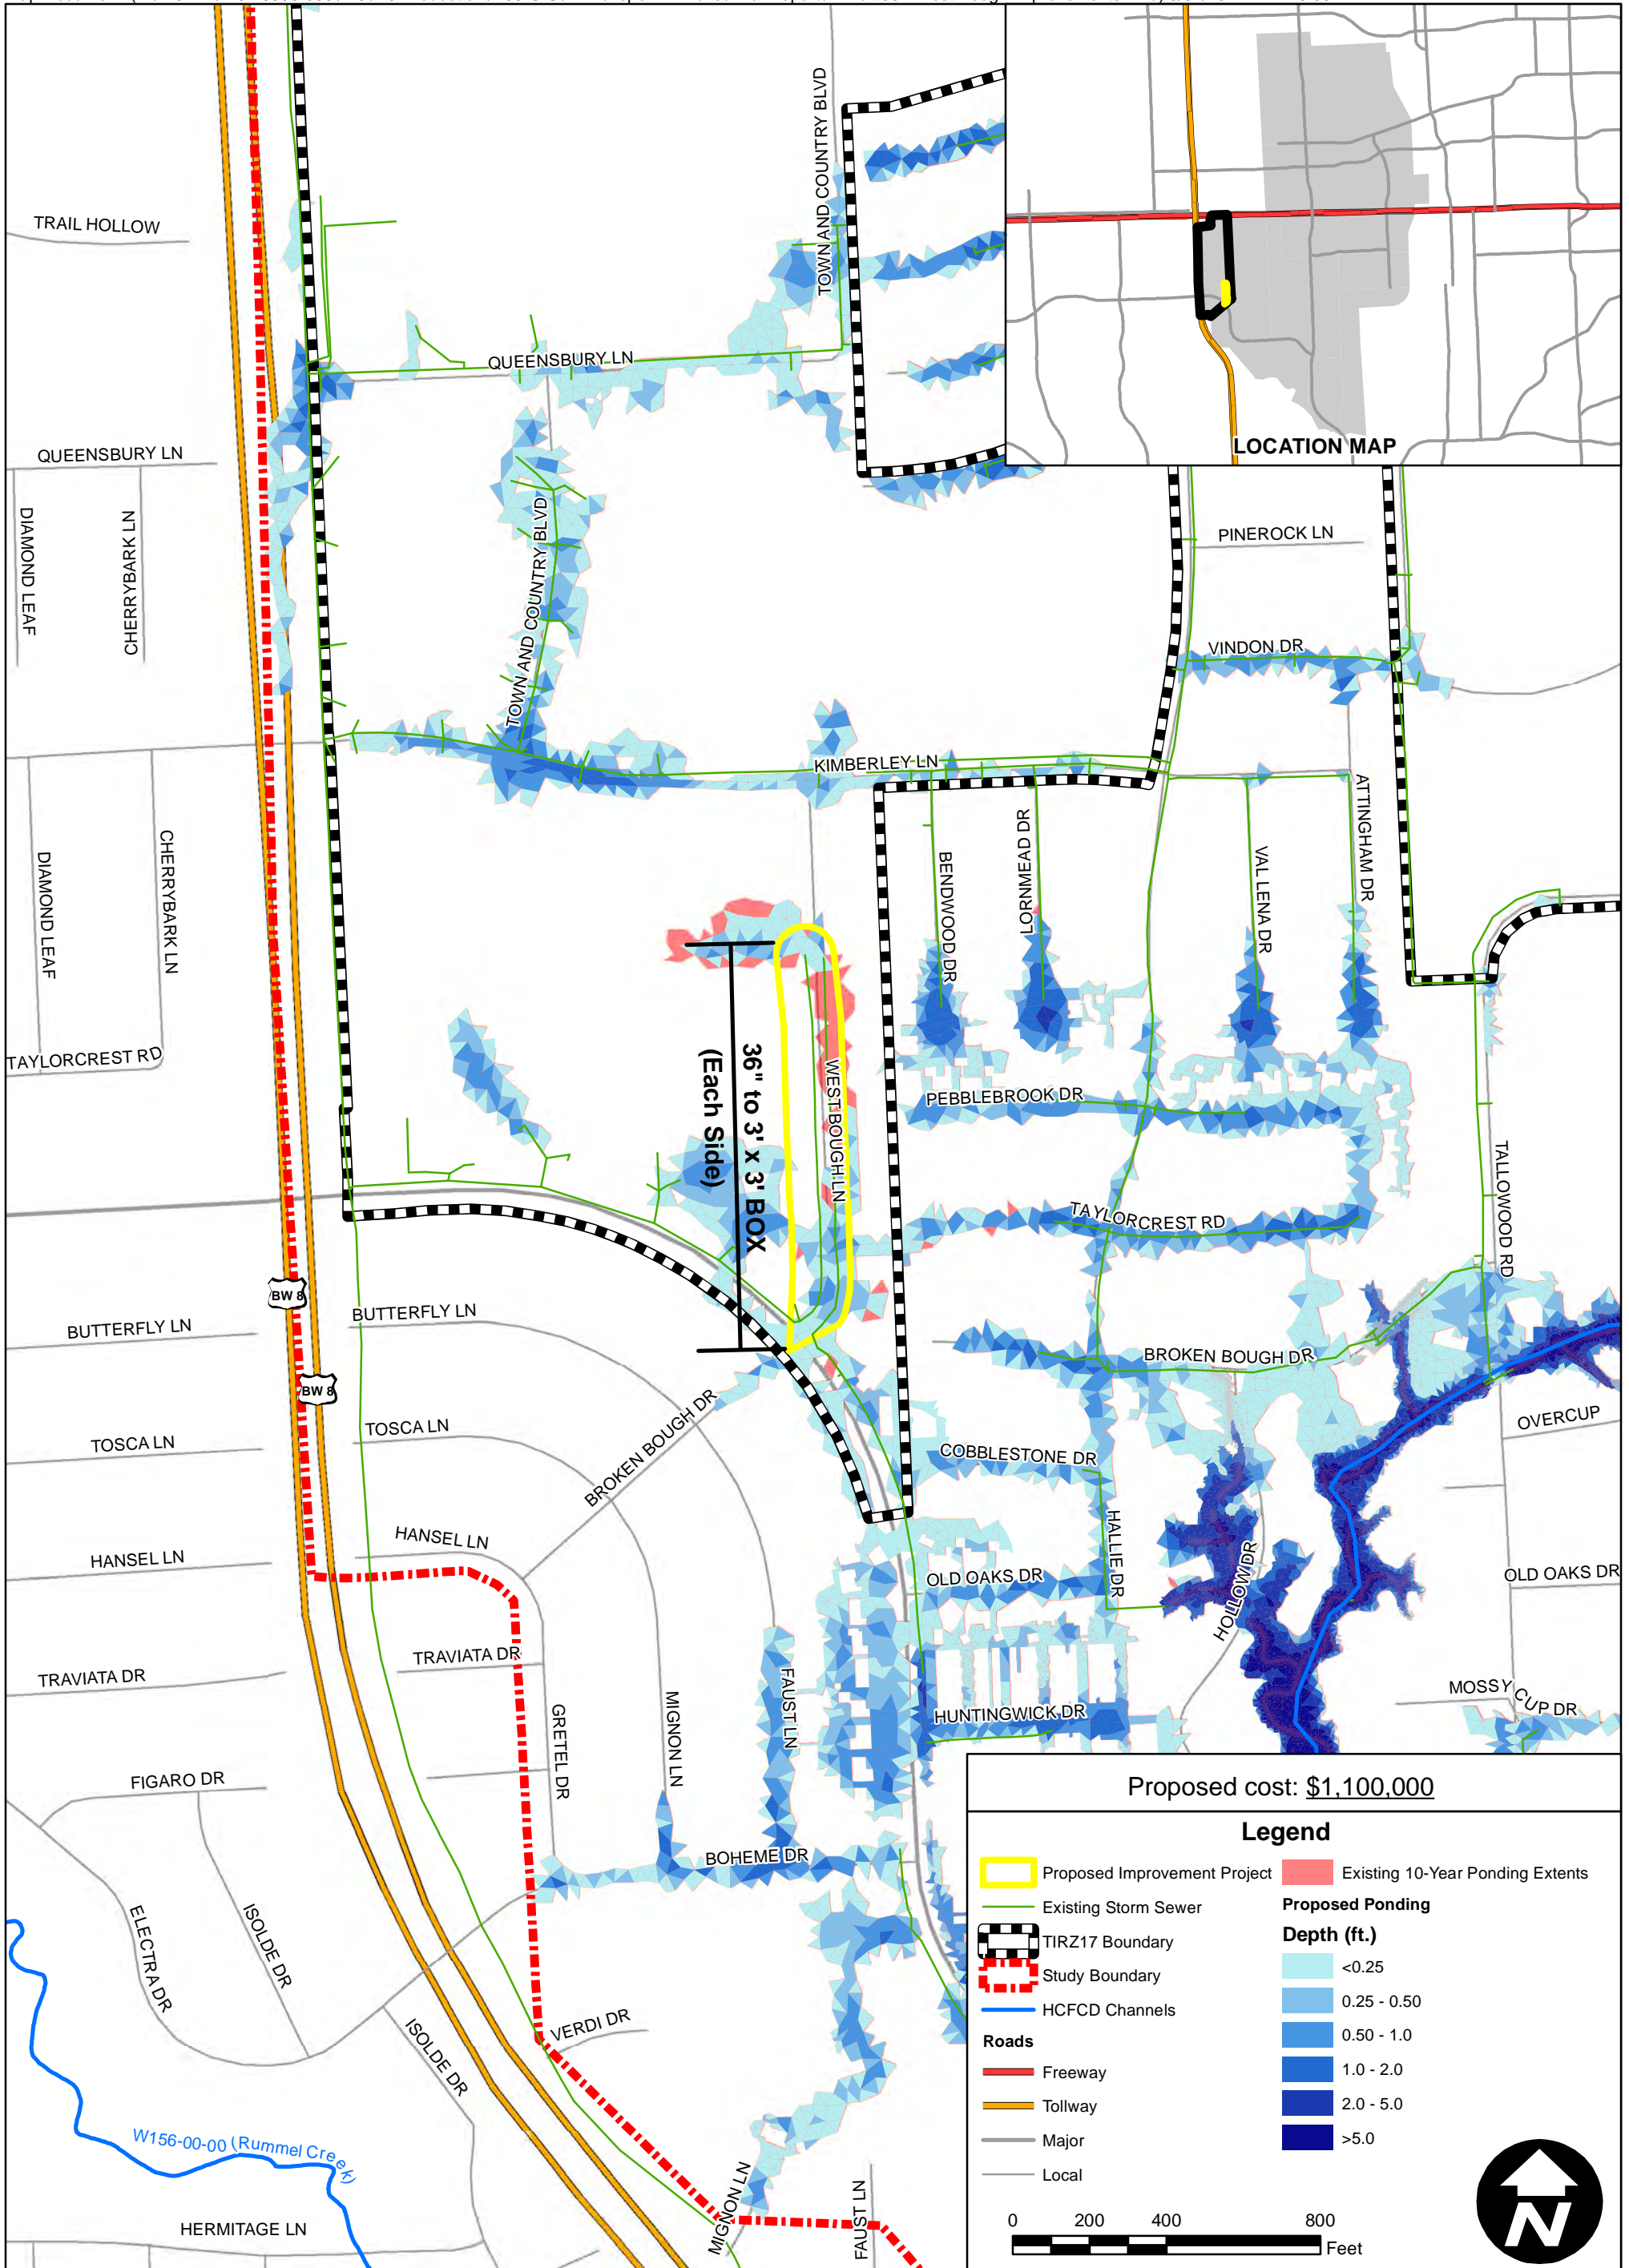 TRAIL HOLLOW
TOWN AND COUNTRY BLVD
QUEENSBURY LN
LOCATION MAP
QUEENSBURY LN
DIAMOND LEAF
CHERRYBARK LN
TOWN AND COUNTRY BLVD
PINEROCK LN
VINDON DR
KIMBERLEY LN
DIAMOND LEAF
CHERRYBARK LN
BENDWOOD DR
LORNMEAD DR
VAL LENA DR
ATTINGHAM DR
TAYLORCREST RD
36" to 3' x 3' BOX
(Each Side)
WEST BOUGH LN
PEBBLEBROOK DR
TAYLORCREST RD
TALLOWOOD RD
BW 8
BUTTERFLY LN
BUTTERFLY LN
BW 8
BROKEN BOUGH DR
BROKEN BOUGH DR
OVERCUP
TOSCA LN
TOSCA LN
COBBLESTONE DR
HANSEL LN
HANSEL LN
HALLIE DR
HOLLOW DR
OLD OAKS DR
OLD OAKS DR
TRAVIATA DR
TRAVIATA DR
GRETEL DR
MIGNON LN
FAUST LN
HUNTINGWICK DR
MOSSY CUP DR
FIGARO DR
BOHEME DR
ELECTRA DR
ISOLDE DR
ISOLDE DR
VERDI DR
W156-00-00 (Rummel Creek)
HERMITAGE LN
MIGNON LN
FAUST LN
Proposed cost: $1,100,000
Legend
Proposed Improvement Project
Existing Storm Sewer
TIRZ17 Boundary
Study Boundary
HCFCD Channels
Roads
Freeway
Tollway
Major
Local
Existing 10-Year Ponding Extents
Proposed Ponding
Depth (ft.)
<0.25
0.25 - 0.50
0.50 - 1.0
1.0 - 2.0
2.0 - 5.0
>5.0
0 200 400 800
Feet
N